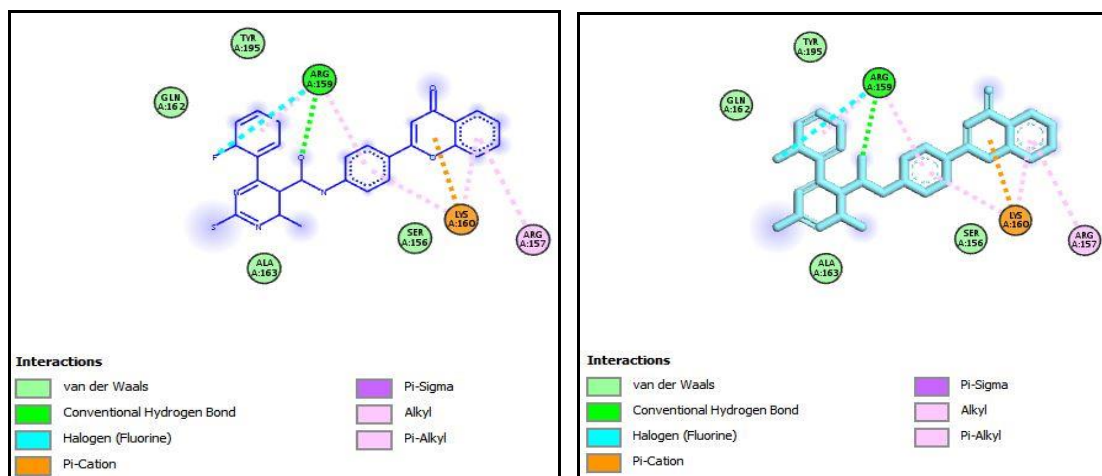 TYR
A:195
ARG
A:159
GLN
A:162
O
O
F
O
N
N
N
S
LYS
A:160
SER
A:156
ARG
A:157
ALA
A:163
Interactions
van der Waals
Conventional Hydrogen Bond
Halogen (Fluorine)
Pi-Cation
Pi-Sigma
Alkyl
Pi-Alkyl
TYR
A:195
ARG
A:159
GLN
A:162
LYS
A:160
SER
A:156
ARG
A:157
ALA
A:163
Interactions
van der Waals
Conventional Hydrogen Bond
Halogen (Fluorine)
Pi-Cation
Pi-Sigma
Alkyl
Pi-Alkyl